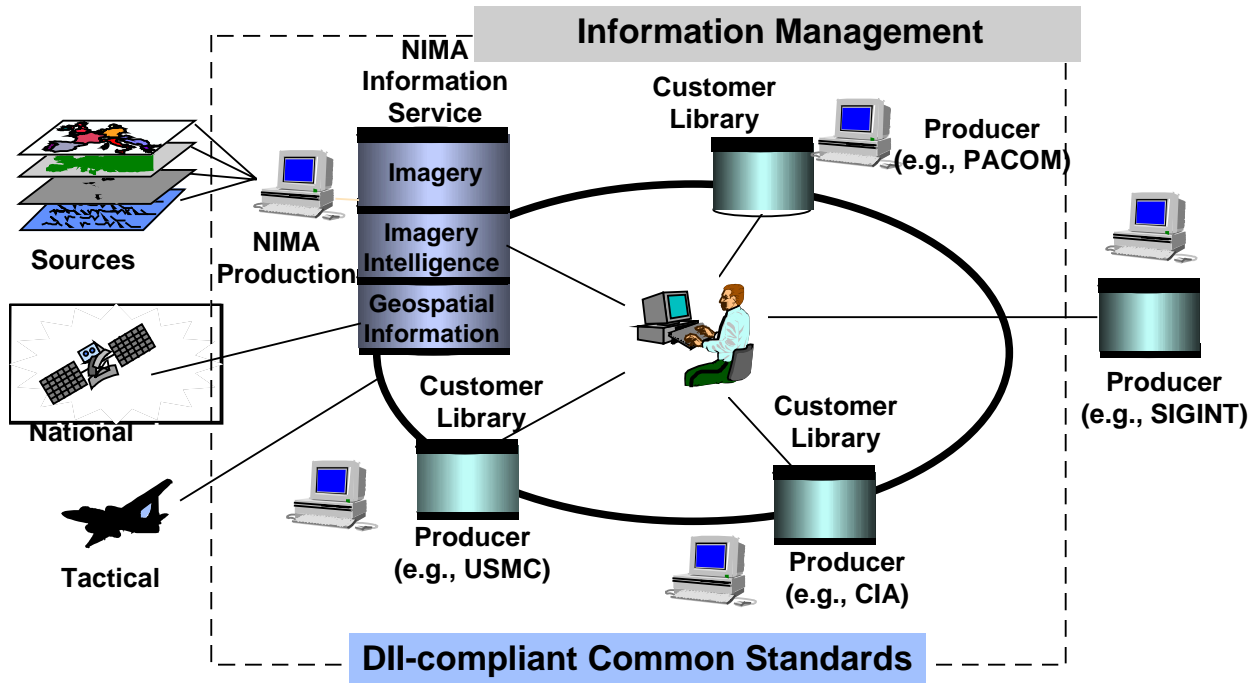 Information Management
NIMA
Information
Service
Imagery
Imagery
Intelligence
Geospatial
Information
Sources
NIMA
Production
National
Tactical
Customer
Library
Producer
(e.g., PACOM)
Producer
(e.g., SIGINT)
Customer
Library
Producer
(e.g., USMC)
Customer
Library
Producer
(e.g., CIA)
DII-compliant Common Standards